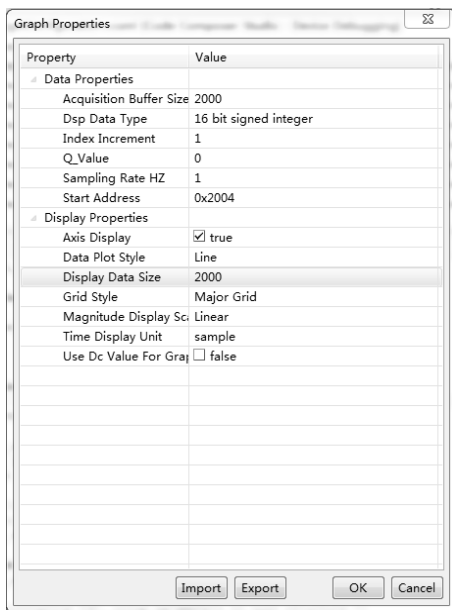 Graph Properties
Property Value
Data Properties
Acquisition Buffer Size 2000
Dsp Data Type 16 bit signed integer
Index Increment 1
Q_Value 0
Sampling Rate HZ 1
Start Address 0x2004
Display Properties
Axis Display true
Data Plot Style Line
Display Data Size 2000
Grid Style Major Grid
Magnitude Display Sca Linear
Time Display Unit sample
Use Dc Value For Grap false
Import Export OK Cancel